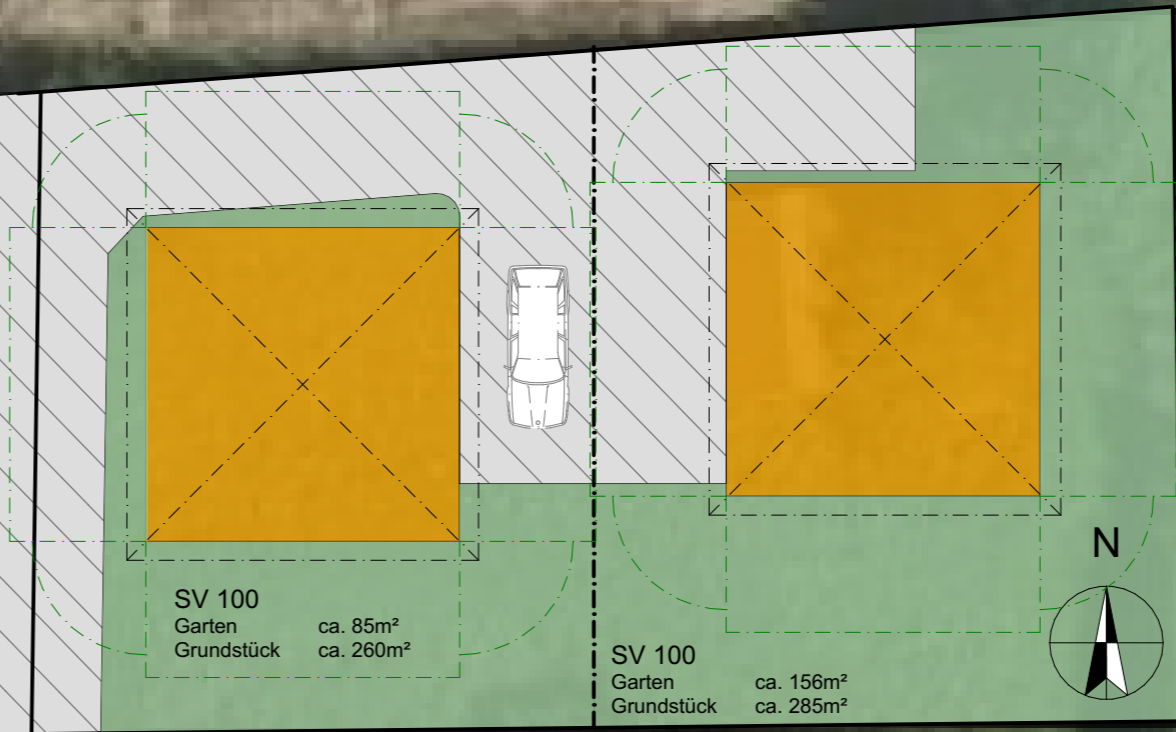 SV 100
Garten ca. 85m²
Grundstück ca. 260m²
SV 100
Garten ca. 156m²
Grundstück ca. 285m²
N